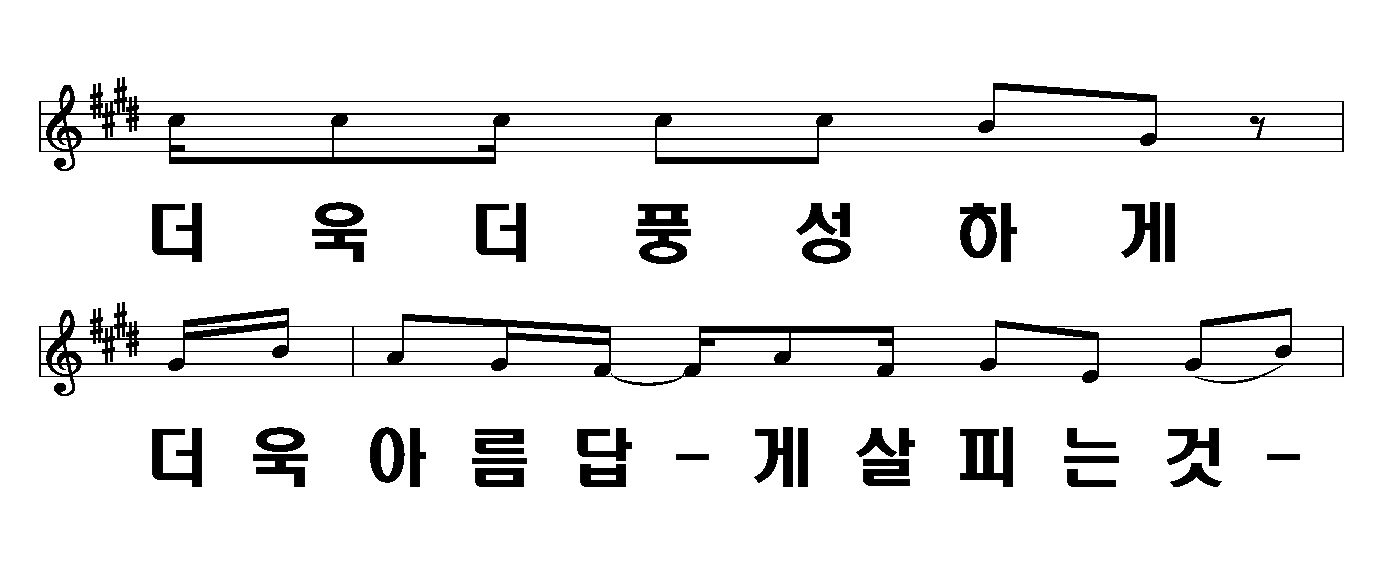 더 욱 더 풍 성 하 게
더 욱 아 름 답 - 게 살 피 는 것 -